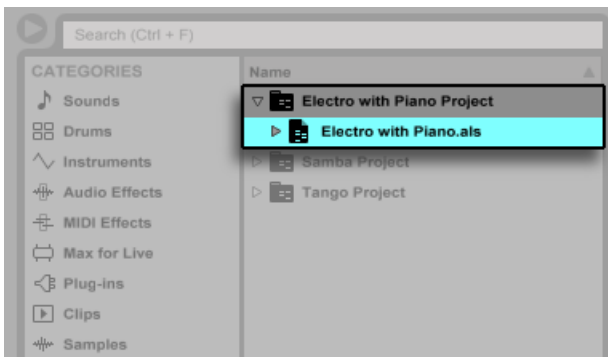 Search (Ctrl + F)
CATEGORIES
Sounds
Drums
Instruments
Audio Effects
MIDI Effects
Max for Live
Plug-ins
Clips
Samples
Name
Electro with Piano Project
Electro with Piano.als
Samba Project
Tango Project